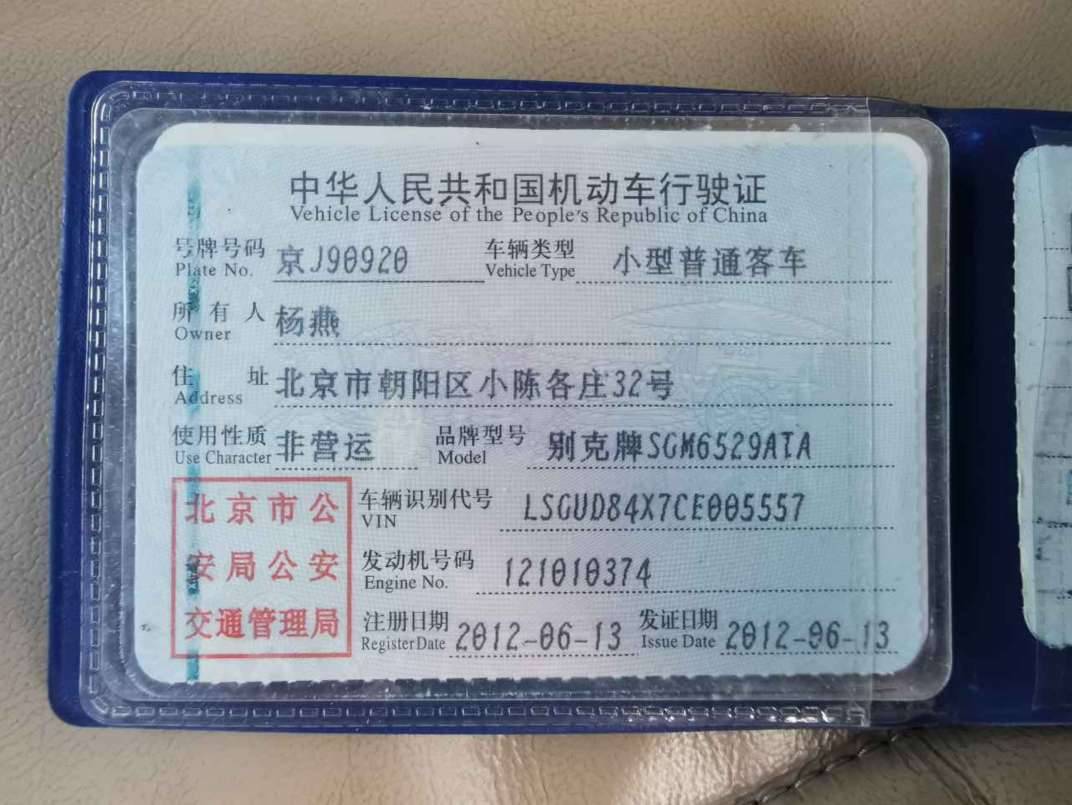 中华人民共和国机动车行驶证
Vehicle License of the People's Republic of China
号牌号码 京J90920 车辆类型 小型普通客车
Plate No. Vehicle Type
所有人 杨燕
Owner
住址 北京市朝阳区小陈各庄32号
Address
使用性质 非营运 品牌型号 别克牌SGM6529ATA
Use Character Model
北京市公 车辆识别代号 LSGUD84X7CE005557
VIN
安局公安 发动机号码 121010374
Engine No.
交通管理局 注册日期 2012-06-13 发证日期 2012-06-13
Register Date Issue Date